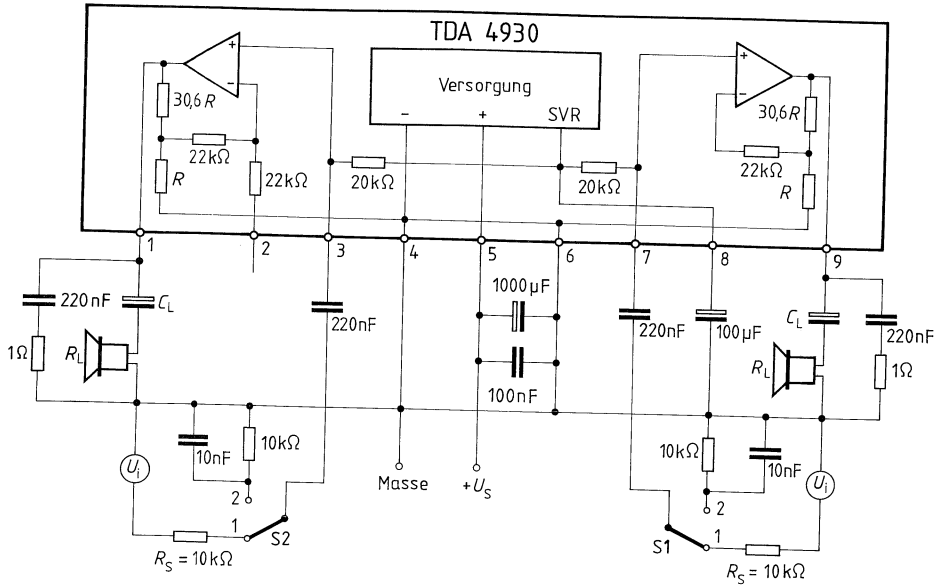 TDA 4930
Versorgung
- + SVR
+
-
30,6 R
22kΩ
R
22kΩ
20kΩ
20kΩ
+
-
30,6R
22kΩ
R
1 2 3 4 5 6 7 8 9
220nF
C_L
1Ω
R_L
220nF
1000µF
100nF
220nF
100µF
C_L
220nF
R_L
1Ω
10nF
10kΩ
U_i
2
1
S2
R_S = 10kΩ
Masse
+U_S
10kΩ
10nF
U_i
2
1
S1
R_S = 10kΩ